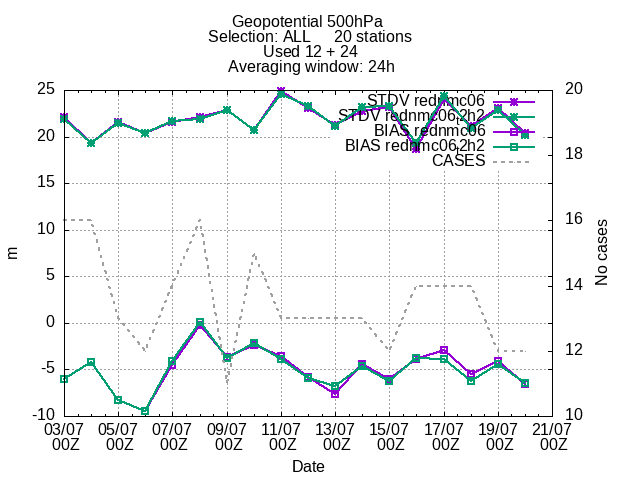 Geopotential 500hPa
Selection: ALL 20 stations
Used 12 + 24
Averaging window: 24h
STDV rednmc06
STDV rednmc06,2h2
BIAS rednmc06
BIAS rednmc06,2h2
CASES
25
20
15
10
5
0
-5
-10
m
20
18
16
14
12
10
No cases
03/07 05/07 07/07 09/07 11/07 13/07 15/07 17/07 19/07 21/07
00Z 00Z 00Z 00Z 00Z 00Z 00Z 00Z 00Z 00Z
Date